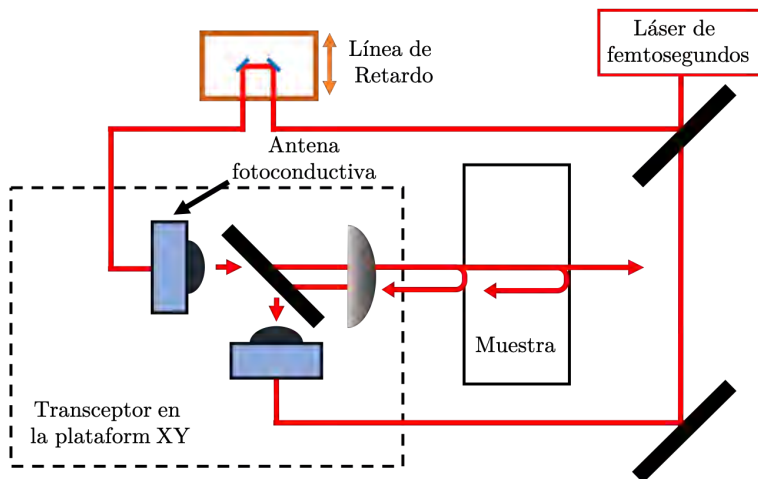 Línea de
Retardo
Láser de
femtosegundos
Antena
fotoconductiva
Muestra
Transceptor en
la plataform XY